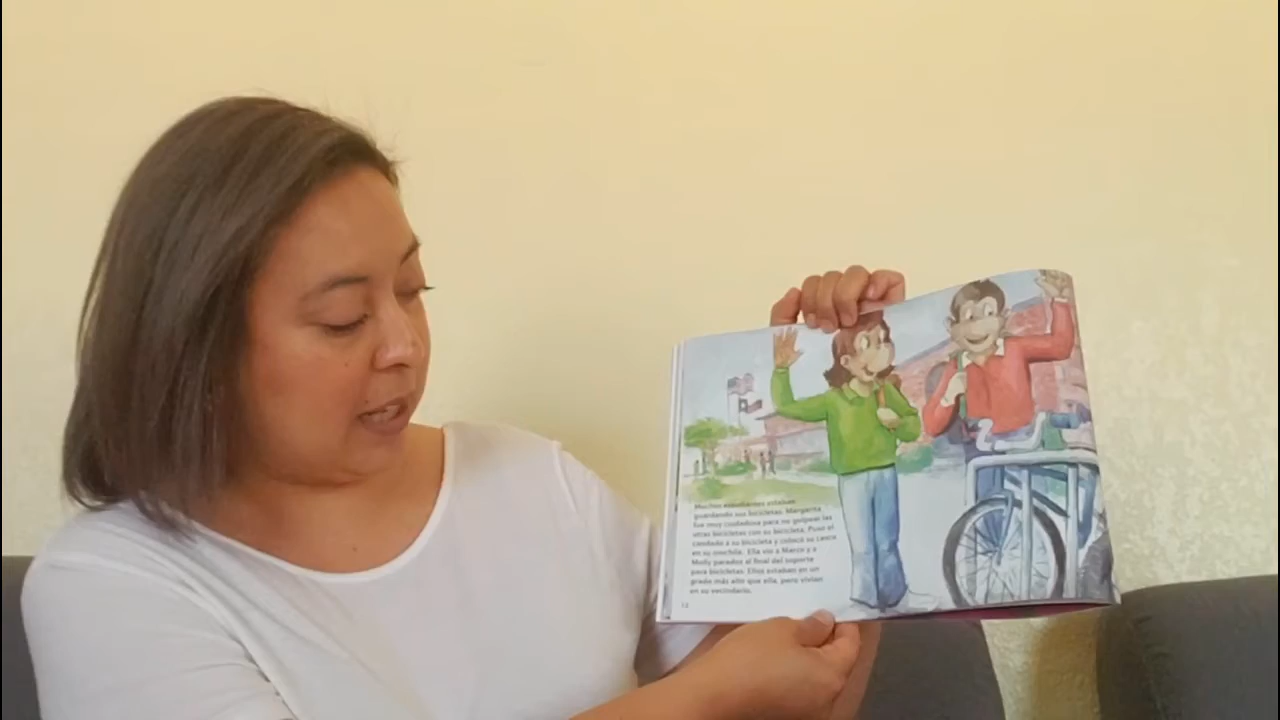 Muchos estudiantes estaban
guardando sus bicicletas. Margarita
fue muy cuidadosa para no golpear las
otras bicicletas con su bicicleta. Puso el
candado a su bicicleta y colocó su casco
en su mochila. Ella vio a Marco y a
Molly parados al final del soporte
para bicicletas. Ellos estaban en un
grado más alto que ella, pero vivían
en su vecindario.
12